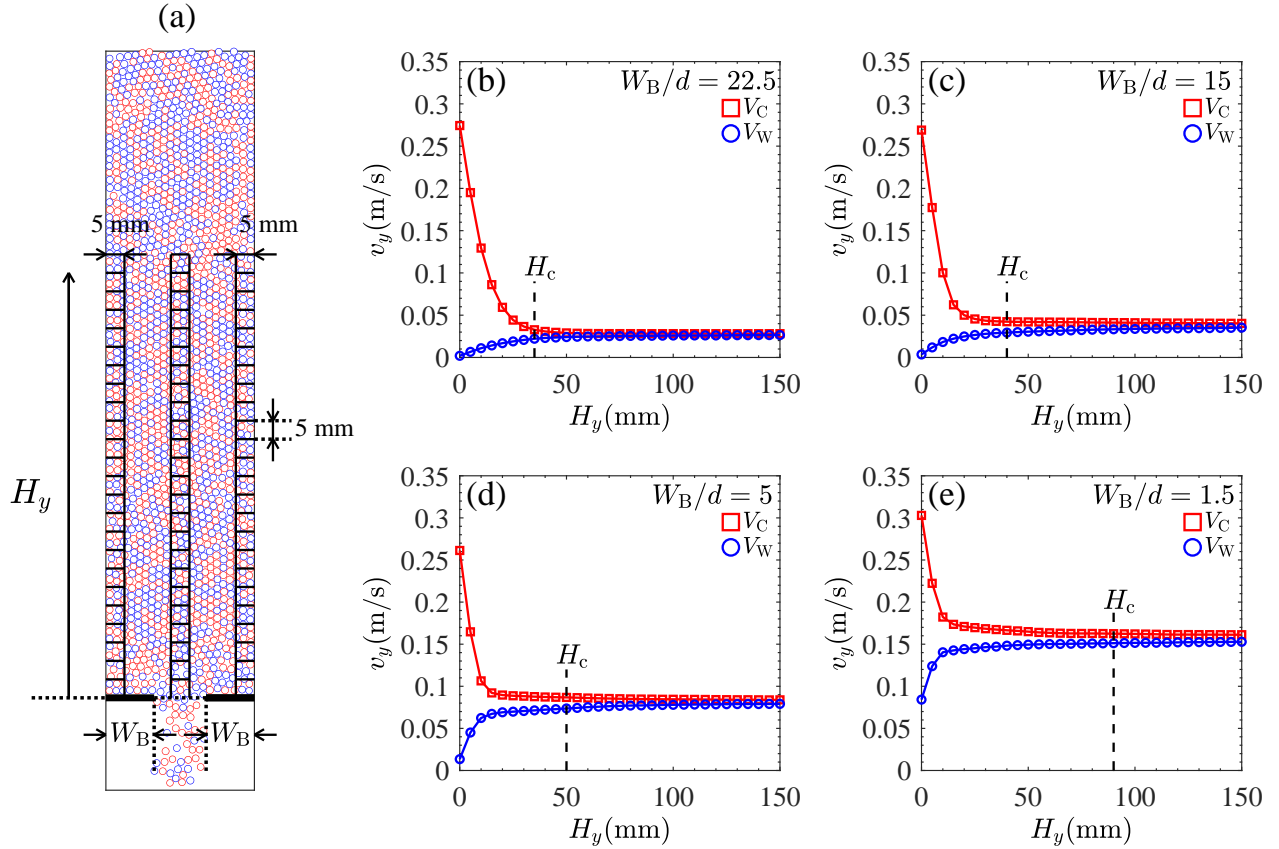 (a)
5 mm
5 mm
5 mm
H_y
W_B
W_B
(b)
W_B/d = 22.5
V_C
V_W
H_c
v_y(m/s)
0.35
0.3
0.25
0.2
0.15
0.1
0.05
0
0 50 100 150
H_y(mm)
(c)
W_B/d = 15
V_C
V_W
H_c
v_y(m/s)
0.35
0.3
0.25
0.2
0.15
0.1
0.05
0
0 50 100 150
H_y(mm)
(d)
W_B/d = 5
V_C
V_W
H_c
v_y(m/s)
0.35
0.3
0.25
0.2
0.15
0.1
0.05
0
0 50 100 150
H_y(mm)
(e)
W_B/d = 1.5
V_C
V_W
H_c
v_y(m/s)
0.35
0.3
0.25
0.2
0.15
0.1
0.05
0
0 50 100 150
H_y(mm)